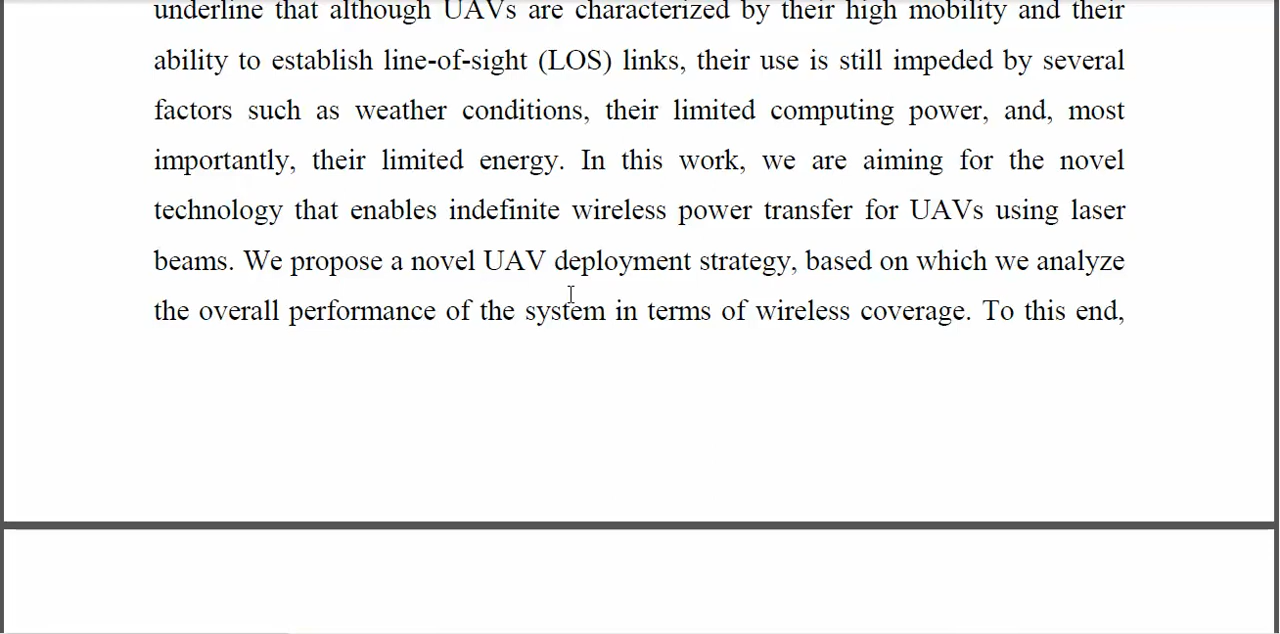 underline that although UAVs are characterized by their high mobility and their
ability to establish line-of-sight (LOS) links, their use is still impeded by several
factors such as weather conditions, their limited computing power, and, most
importantly, their limited energy. In this work, we are aiming for the novel
technology that enables indefinite wireless power transfer for UAVs using laser
beams. We propose a novel UAV deployment strategy, based on which we analyze
the overall performance of the system in terms of wireless coverage. To this end,